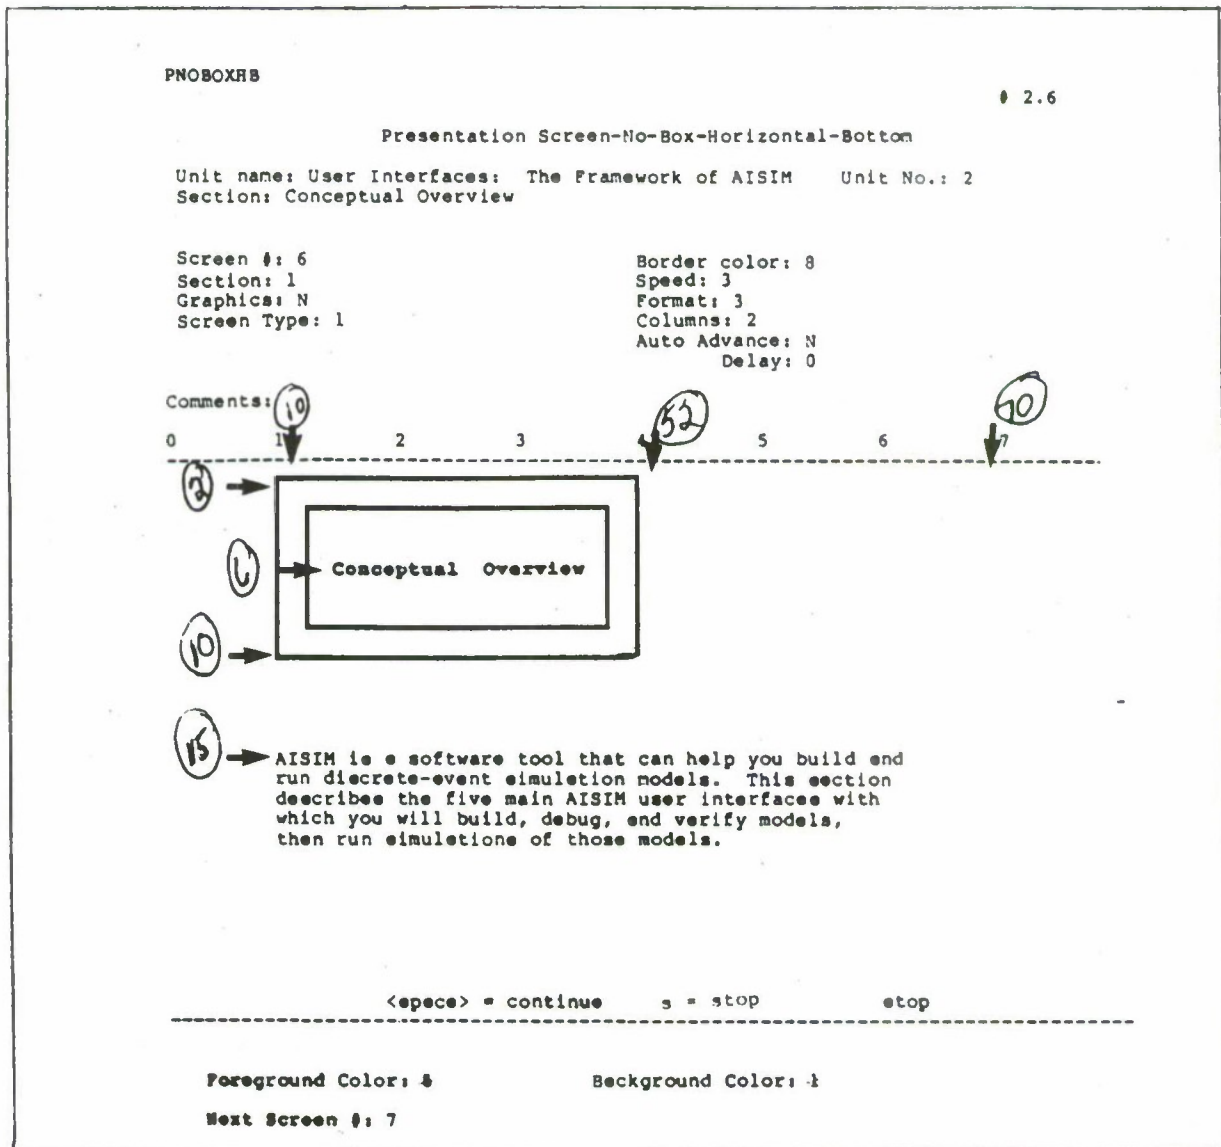 PNOBOXHB
# 2.6
Presentation Screen-No-Box-Horizontal-Bottom
Unit name: User Interfaces: The Framework of AISIM Unit No.: 2
Section: Conceptual Overview
Screen #: 6 Border color: 8
Section: 1 Speed: 3
Graphics: N Format: 3
Screen Type: 1 Columns: 2
Auto Advance: N
Delay: 0
Comments: 10 52 70
0 1 2 3 4 5 6 7
2
Conceptual Overview
10
15 AISIM is a software tool that can help you build and
run discrete-event simulation models. This section
describes the five main AISIM user interfaces with
which you will build, debug, and verify models,
then run simulations of those models.
<space> = continue s = stop stop
Foreground Color: Background Color:
Next Screen #: 7